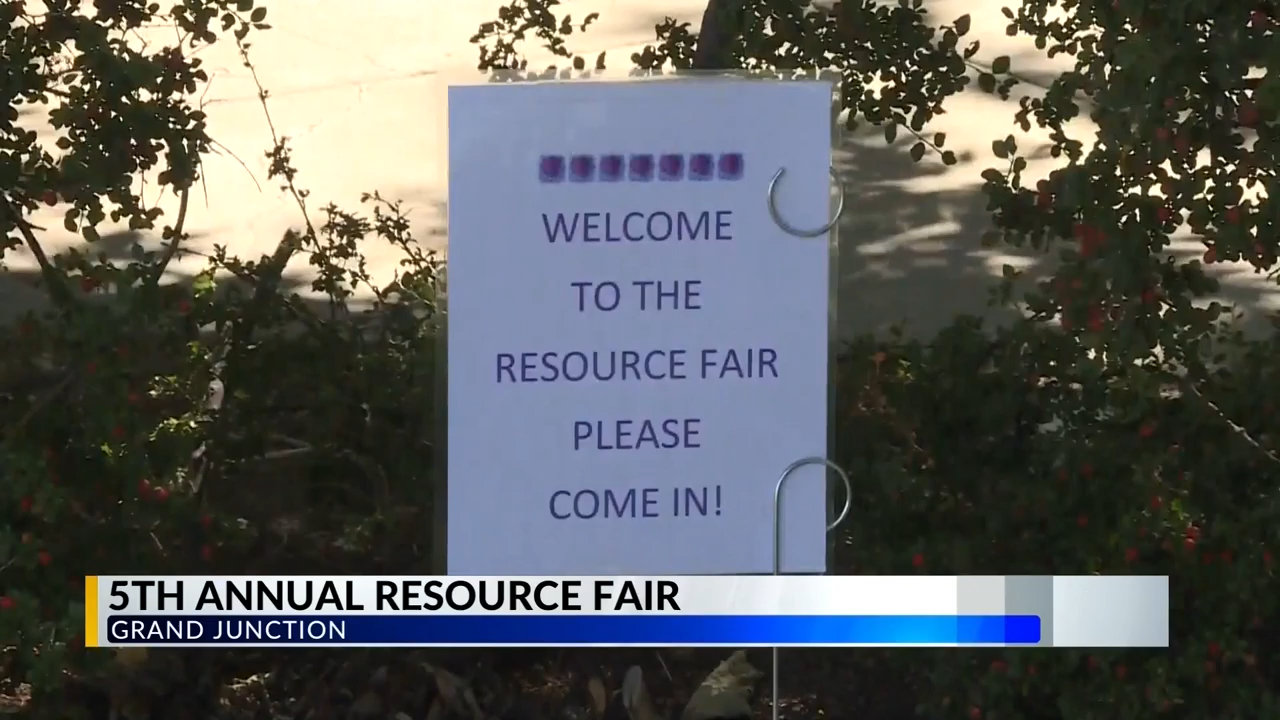 WELCOME
TO THE
RESOURCE FAIR
PLEASE
COME IN!
5TH ANNUAL RESOURCE FAIR
GRAND JUNCTION